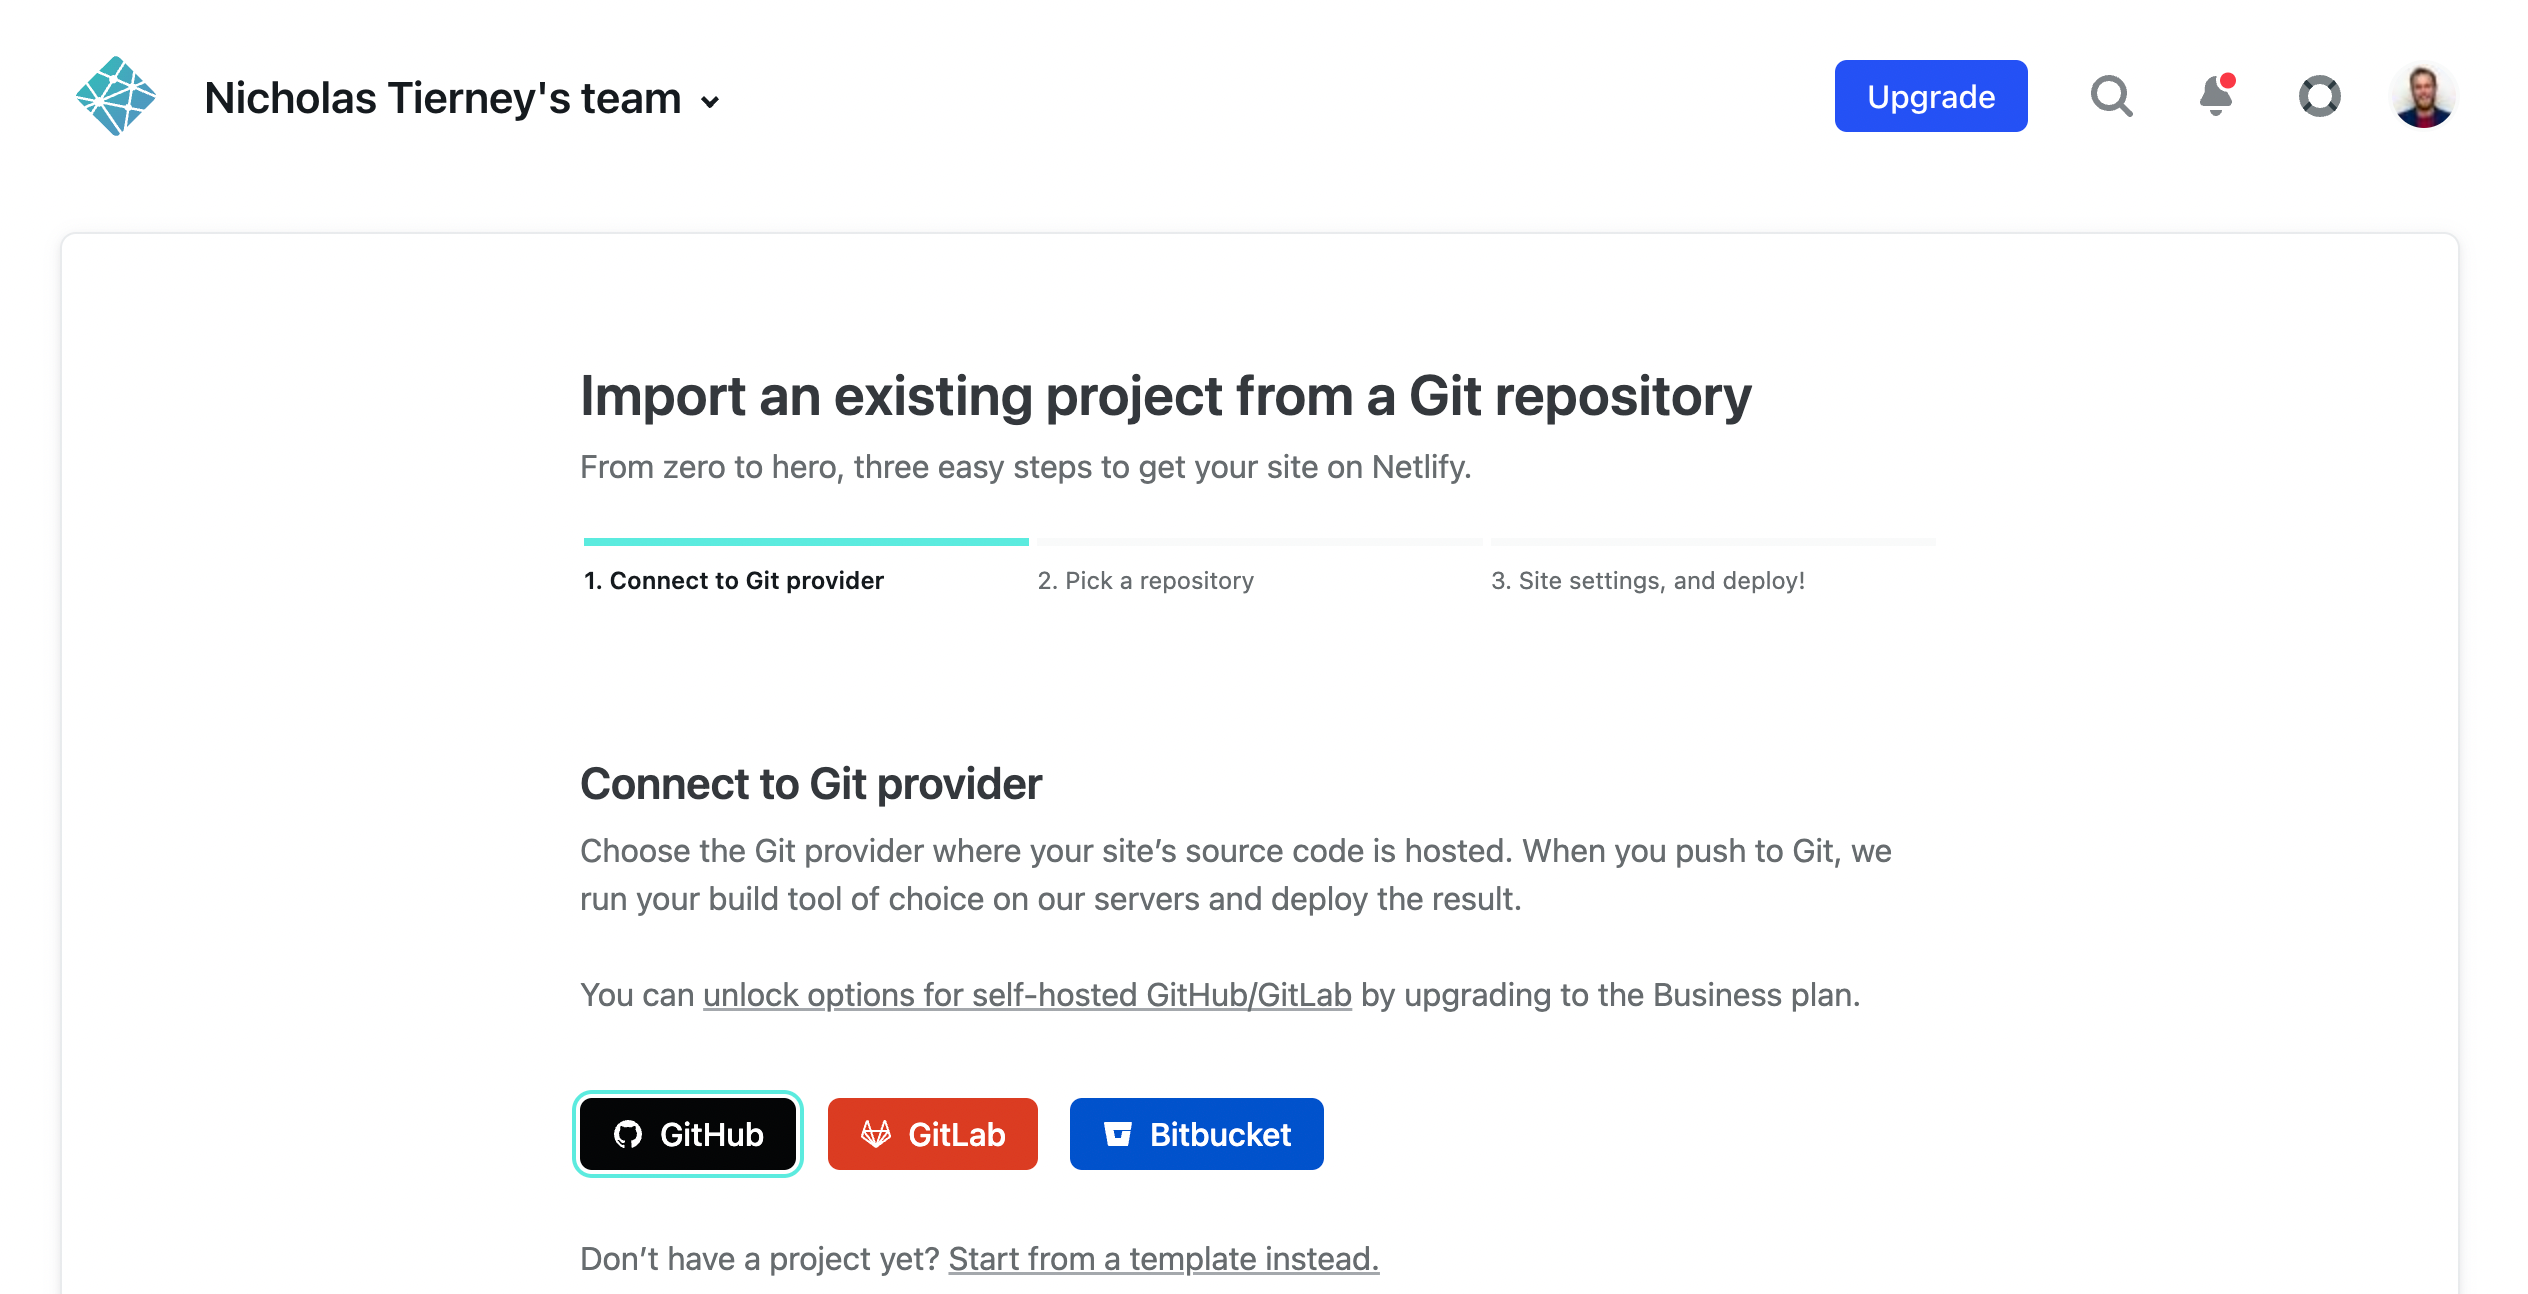 Nicholas Tierney's team
Upgrade
Import an existing project from a Git repository
From zero to hero, three easy steps to get your site on Netlify.
1. Connect to Git provider
2. Pick a repository
3. Site settings, and deploy!
Connect to Git provider
Choose the Git provider where your site’s source code is hosted. When you push to Git, we
run your build tool of choice on our servers and deploy the result.
You can unlock options for self-hosted GitHub/GitLab by upgrading to the Business plan.
GitHub
GitLab
Bitbucket
Don’t have a project yet? Start from a template instead.